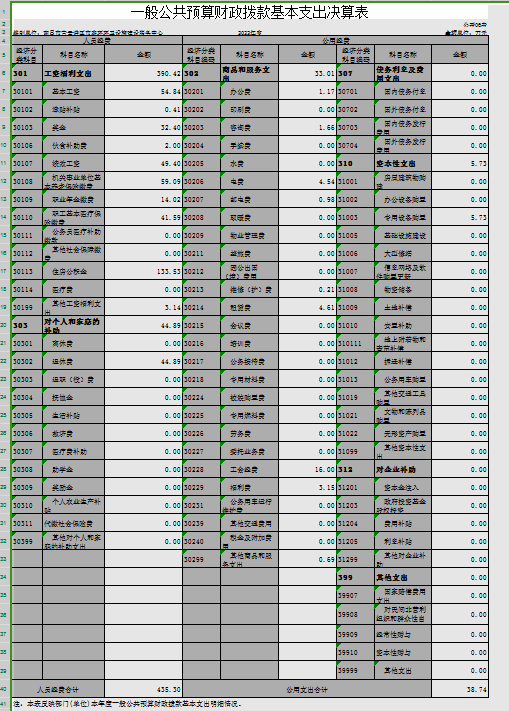 一般公共预算财政拨款基本支出决算表
公开06表
2022年度 金额单位：万元
人员经费 公用经费
经济分类科目 科目名称 金额 经济分类科目编码 科目名称 金额 经济分类科目编码 科目名称 金额
301 工资福利支出 390.42 302 商品和服务支出 33.01 307 债务利息及费用支出 0.00
30101 基本工资 54.84 30201 办公费 1.17 30701 国内债务付息 0.00
30102 津贴补贴 0.41 30202 印刷费 0.00 30702 国外债务付息 0.00
30103 奖金 32.40 30203 咨询费 1.66 30703 国内债务发行费用 0.00
30106 伙食补助费 2.00 30204 手续费 0.00 30704 国外债务发行费用 0.00
30107 绩效工资 49.40 30205 水费 0.00 310 资本性支出 5.73
30108 机关事业单位基本养老保险缴费 59.09 30206 电费 4.54 31001 房屋建筑物购建 0.00
30109 职业年金缴费 14.02 30207 邮电费 0.98 31002 办公设备购置 0.00
30110 职工基本医疗保险缴费 41.59 30208 取暖费 0.00 31003 专用设备购置 5.73
30111 公务员医疗补助缴款 0.00 30209 物业管理费 0.00 31005 基础设施建设 0.00
30112 其他社会保障缴费 0.00 30211 差旅费 0.00 31006 大型修缮 0.00
30113 住房公积金 133.53 30212 因公出国（境）费用 0.00 31007 信息网络及软件购置更新 0.00
30114 医疗费 0.00 30213 维修（护）费 0.21 31008 物资储备 0.00
30199 其他工资福利支出 3.14 30214 租赁费 4.61 31009 土地补偿 0.00
303 对个人和家庭的补助 44.89 30215 会议费 0.00 31010 安置补助 0.00
30301 离休费 0.00 30216 培训费 0.00 310111 地上附着物和青苗补偿 0.00
30302 退休费 44.89 30217 公务接待费 0.00 31012 拆迁补偿 0.00
30303 退职（役）费 0.00 30218 专用材料费 0.00 31013 公务用车购置 0.00
30304 抚恤金 0.00 30224 被装购置费 0.00 31019 其他交通工具购置 0.00
30305 生活补贴 0.00 30225 专用燃料费 0.00 31021 文物和陈列品购置 0.00
30306 救济费 0.00 30226 劳务费 0.00 31022 无形资产购置 0.00
30307 医疗费补助 0.00 30227 委托业务费 0.00 31099 其他资本性支出 0.00
30308 助学金 0.00 30228 工会经费 16.00 312 对企业补助 0.00
30309 奖励金 0.00 30229 福利费 3.15 31201 资本金注入 0.00
30310 个人农业生产补贴 0.00 30231 公务用车运行维护费 0.00 31203 政府投资基金股权投资 0.00
30311 代缴社会保险费 0.00 30239 其他交通费用 0.00 31204 费用补贴 0.00
30399 其他对个人和家庭的补助支出 0.00 30240 税金及附加费用 0.00 31205 利息补贴 0.00
30299 其他商品和服务支出 0.69 31299 其他对企业补助 0.00
399 其他支出 0.00
39907 国家赔偿费用支出 0.00
39908 对民间非营利组织和群众性自 0.00
39909 经常性赠与 0.00
39910 资本性赠与 0.00
39999 其他支出 0.00
人员经费合计 435.30 公用支出合计 38.74
注：本表反映部门(单位)本年度一般公共预算财政拨款基本支出明细情况。